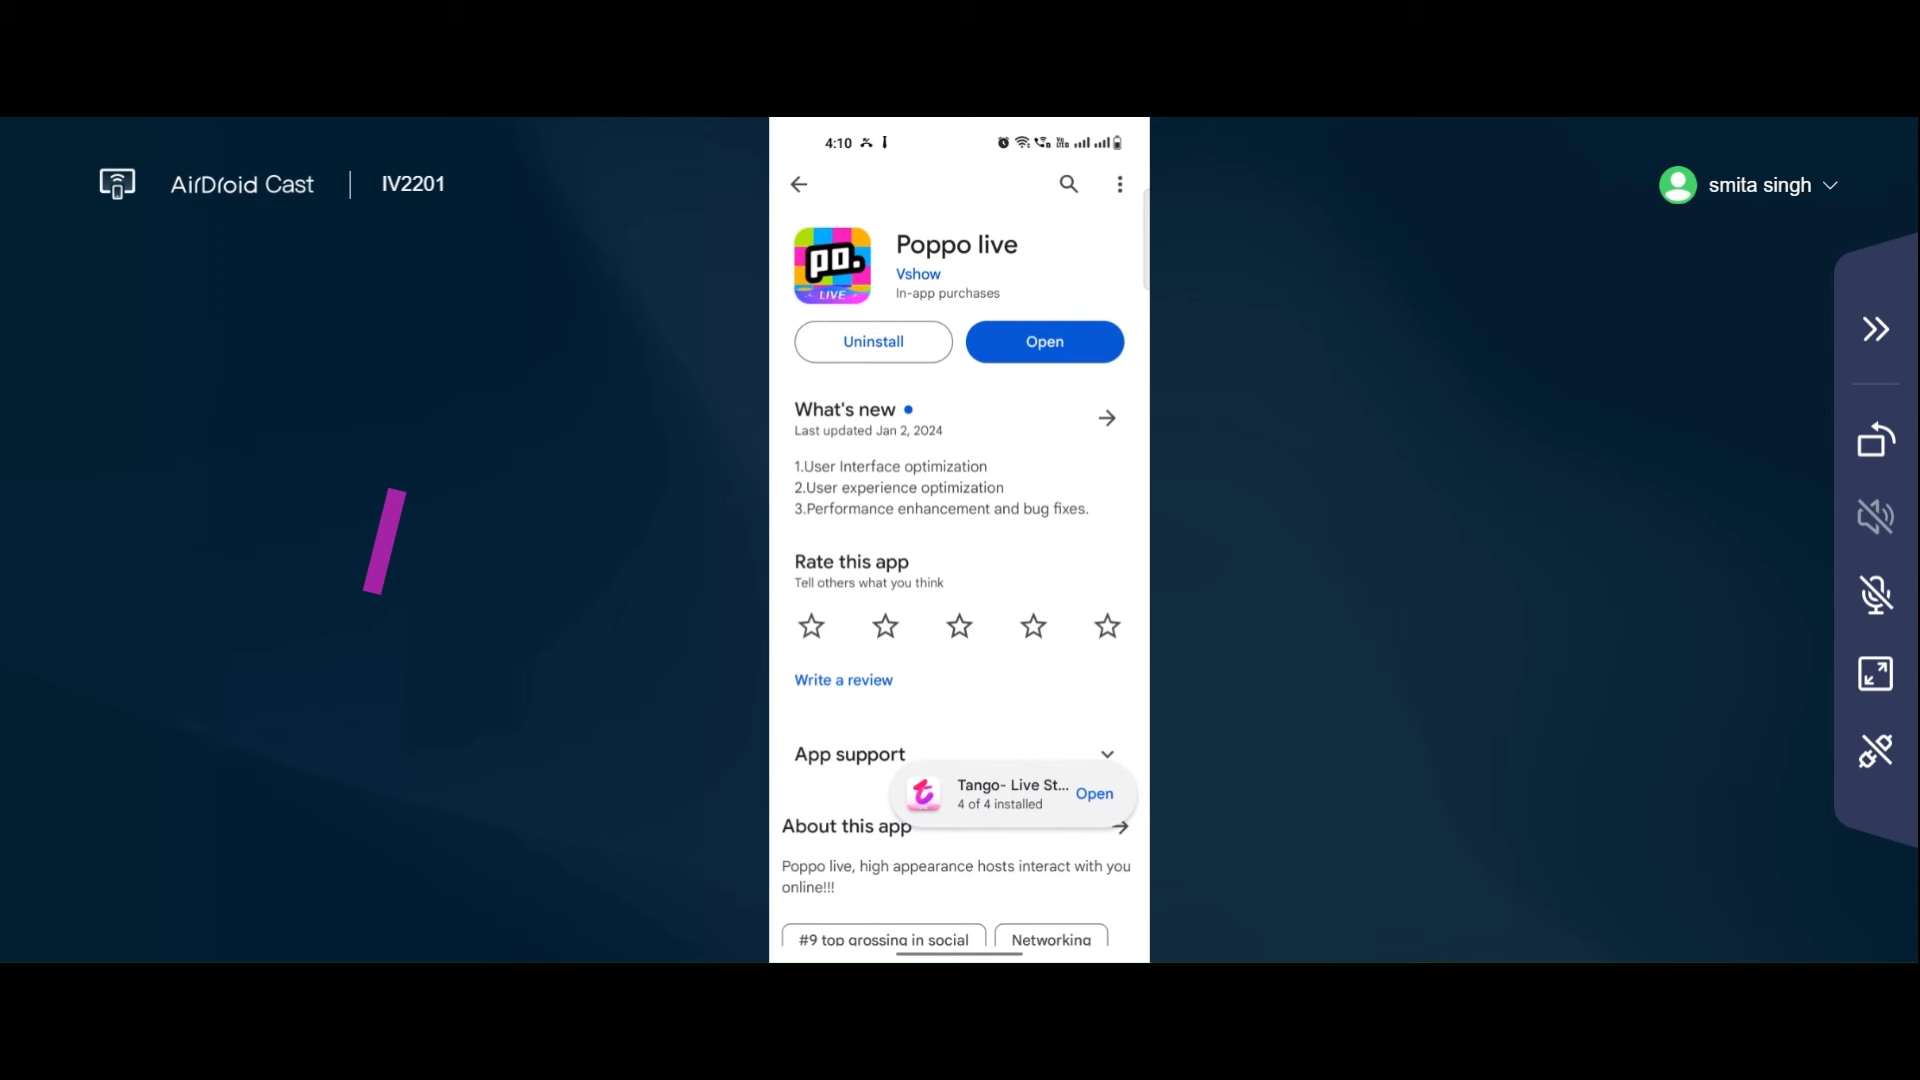 4:10
AirDroid Cast
IV2201
smita singh
po.
LIVE
Poppo live
Vshow
In-app purchases
Uninstall
Open
What's new
Last updated Jan 2, 2024
1.User Interface optimization
2.User experience optimization
3.Performance enhancement and bug fixes.
Rate this app
Tell others what you think
Write a review
App support
Tango- Live St...
4 of 4 installed
Open
About this app
Poppo live, high appearance hosts interact with you
online!!!
#9 top grossing in social
Networking